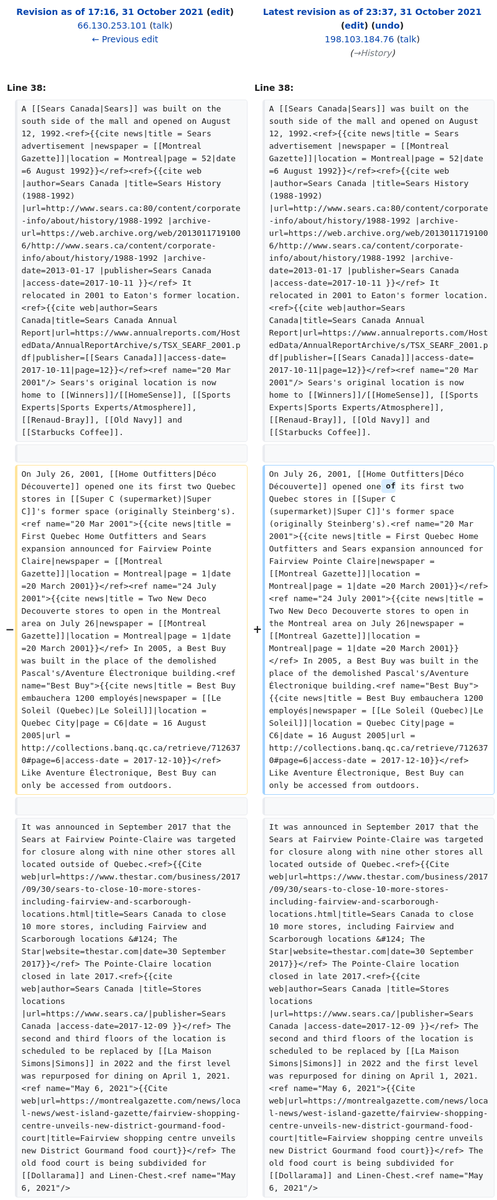 Revision as of 17:16, 31 October 2021 (edit)
66.130.253.101 (talk)
← Previous edit
Line 38:
A [[Sears Canada|Sears]] was built on the
south side of the mall and opened on August
12, 1992.<ref>{{cite news|title = Sears
advertisement |newspaper = [[Montreal
Gazette]]|location = Montreal|page = 52|date
=6 August 1992}}</ref><ref>{{cite web
|author=Sears Canada |title=Sears History
(1988-1992)
|url=http://www.sears.ca:80/content/corporate
-info/about/history/1988-1992 |archive-
url=https://web.archive.org/web/2013011719100
6/http://www.sears.ca/content/corporate-
info/about/history/1988-1992 |archive-
date=2013-01-17 |publisher=Sears Canada
|access-date=2017-10-11 }}</ref> It
relocated in 2001 to Eaton's former location.
<ref>{{cite web|author=Sears
Canada|title=Sears Canada Annual
Report|url=https://www.annualreports.com/Host
edData/AnnualReportArchive/s/TSX_SEARF_2001.p
df|publisher=[[Sears Canada]]|access-date=
2017-10-11|page=12}}</ref><ref name="20 Mar
2001"/> Sears's original location is now
home to [[Winners]]/[[HomeSense]], [[Sports
Experts|Sports Experts/Atmosphere]],
[[Renaud-Bray]], [[Old Navy]] and
[[Starbucks Coffee]].
−
On July 26, 2001, [[Home Outfitters|Déco
Découverte]] opened one its first two Quebec
stores in [[Super C (supermarket)|Super
C]]'s former space (originally Steinberg's).
<ref name="20 Mar 2001">{{cite news|title =
First Quebec Home Outfitters and Sears
expansion announced for Fairview Pointe
Claire|newspaper = [[Montreal
Gazette]]|location = Montreal|page = 1|date
=20 March 2001}}</ref><ref name="24 July
2001">{{cite news|title = Two New Deco
Decouverte stores to open in the Montreal
area on July 26|newspaper = [[Montreal
Gazette]]|location = Montreal|page = 1|date
=20 March 2001}}</ref> In 2005, a Best Buy
was built in the place of the demolished
Pascal's/Aventure Électronique building.<ref
name="Best Buy">{{cite news|title = Best Buy
embauchera 1200 employés|newspaper = [[Le
Soleil (Quebec)|Le Soleil]]|location =
Quebec City|page = C6|date = 16 August
2005|url =
http://collections.banq.qc.ca/retrieve/712637
0#page=6|access-date = 2017-12-10}}</ref>
Like Aventure Électronique, Best Buy can
only be accessed from outside.
It was announced in September 2017 that the
Sears at Fairview Pointe-Claire was targeted
for closure along with nine other stores all
located outside of Quebec.<ref>{{Cite
web|url=https://www.thestar.com/business/2017
/09/30/sears-to-close-10-more-stores-
including-fairview-and-scarborough-
locations.html|title=Sears Canada to close
10 more stores, including Fairview and
Scarborough locations &#124; The
Star|website=thestar.com|date=30 September
2017}}</ref> The Pointe-Claire location
closed in late 2017.<ref>{{cite
web|author=Sears Canada |title=Stores
locations
|url=https://www.sears.ca/|publisher=Sears
Canada |access-date=2017-12-09 }}</ref> The
second and third floors of the location is
scheduled to be replaced by [[La Maison
Simons|Simons]] in 2022 and the first level
was repurposed for dining on April 1, 2021.
<ref name="May 6, 2021">{{Cite
web|url=https://montrealgazette.com/news/loca
l-news/west-island-gazette/fairview-shopping-
centre-unveils-new-district-gourmand-food-
court|title=Fairview shopping centre unveils
new District Gourmand food court}}</ref> The
old food court is being subdivided for
[[Dollarama]] and Linen-Chest.<ref name="May
6, 2021"/>
Latest revision as of 23:37, 31 October 2021
(edit) (undo)
198.103.184.76 (talk)
(→History)
Line 38:
A [[Sears Canada|Sears]] was built on the
south side of the mall and opened on August
12, 1992.<ref>{{cite news|title = Sears
advertisement |newspaper = [[Montreal
Gazette]]|location = Montreal|page = 52|date
=6 August 1992}}</ref><ref>{{cite web
|author=Sears Canada |title=Sears History
(1988-1992)
|url=http://www.sears.ca:80/content/corporate
-info/about/history/1988-1992 |archive-
url=https://web.archive.org/web/2013011719100
6/http://www.sears.ca/content/corporate-
info/about/history/1988-1992 |archive-
date=2013-01-17 |publisher=Sears Canada
|access-date=2017-10-11 }}</ref> It
relocated in 2001 to Eaton's former location.
<ref>{{cite web|author=Sears
Canada|title=Sears Canada Annual
Report|url=https://www.annualreports.com/Host
edData/AnnualReportArchive/s/TSX_SEARF_2001.p
df|publisher=[[Sears Canada]]|access-date=
2017-10-11|page=12}}</ref><ref name="20 Mar
2001"/> Sears's original location is now
home to [[Winners]]/[[HomeSense]], [[Sports
Experts|Sports Experts/Atmosphere]],
[[Renaud-Bray]], [[Old Navy]] and
[[Starbucks Coffee]].
+
On July 26, 2001, [[Home Outfitters|Déco
Découverte]] opened one of its first two
Quebec stores in [[Super C
(supermarket)|Super C]]'s former space
(originally Steinberg's).<ref name="20 Mar
2001">{{cite news|title = First Quebec Home
Outfitters and Sears expansion announced for
Fairview Pointe Claire|newspaper =
[[Montreal Gazette]]|location =
Montreal|page = 1|date =20 March 2001}}</ref>
<ref name="24 July 2001">{{cite news|title =
Two New Deco Decouverte stores to open in
the Montreal area on July 26|newspaper =
[[Montreal Gazette]]|location =
Montreal|page = 1|date =20 March 2001}}
</ref> In 2005, a Best Buy was built in the
place of the demolished Pascal's/Aventure
Électronique building.<ref name="Best Buy">
{{cite news|title = Best Buy embauchera 1200
employés|newspaper = [[Le Soleil (Quebec)|Le
Soleil]]|location = Quebec City|page =
C6|date = 16 August 2005|url =
http://collections.banq.qc.ca/retrieve/712637
0#page=6|access-date = 2017-12-10}}</ref>
Like Aventure Électronique, Best Buy can
only be accessed from outside.
It was announced in September 2017 that the
Sears at Fairview Pointe-Claire was targeted
for closure along with nine other stores all
located outside of Quebec.<ref>{{Cite
web|url=https://www.thestar.com/business/2017
/09/30/sears-to-close-10-more-stores-
including-fairview-and-scarborough-
locations.html|title=Sears Canada to close
10 more stores, including Fairview and
Scarborough locations &#124; The
Star|website=thestar.com|date=30 September
2017}}</ref> The Pointe-Claire location
closed in late 2017.<ref>{{cite
web|author=Sears Canada |title=Stores
locations
|url=https://www.sears.ca/|publisher=Sears
Canada |access-date=2017-12-09 }}</ref> The
second and third floors of the location is
scheduled to be replaced by [[La Maison
Simons|Simons]] in 2022 and the first level
was repurposed for dining on April 1, 2021.
<ref name="May 6, 2021">{{Cite
web|url=https://montrealgazette.com/news/loca
l-news/west-island-gazette/fairview-shopping-
centre-unveils-new-district-gourmand-food-
court|title=Fairview shopping centre unveils
new District Gourmand food court}}</ref> The
old food court is being subdivided for
[[Dollarama]] and Linen-Chest.<ref name="May
6, 2021"/>